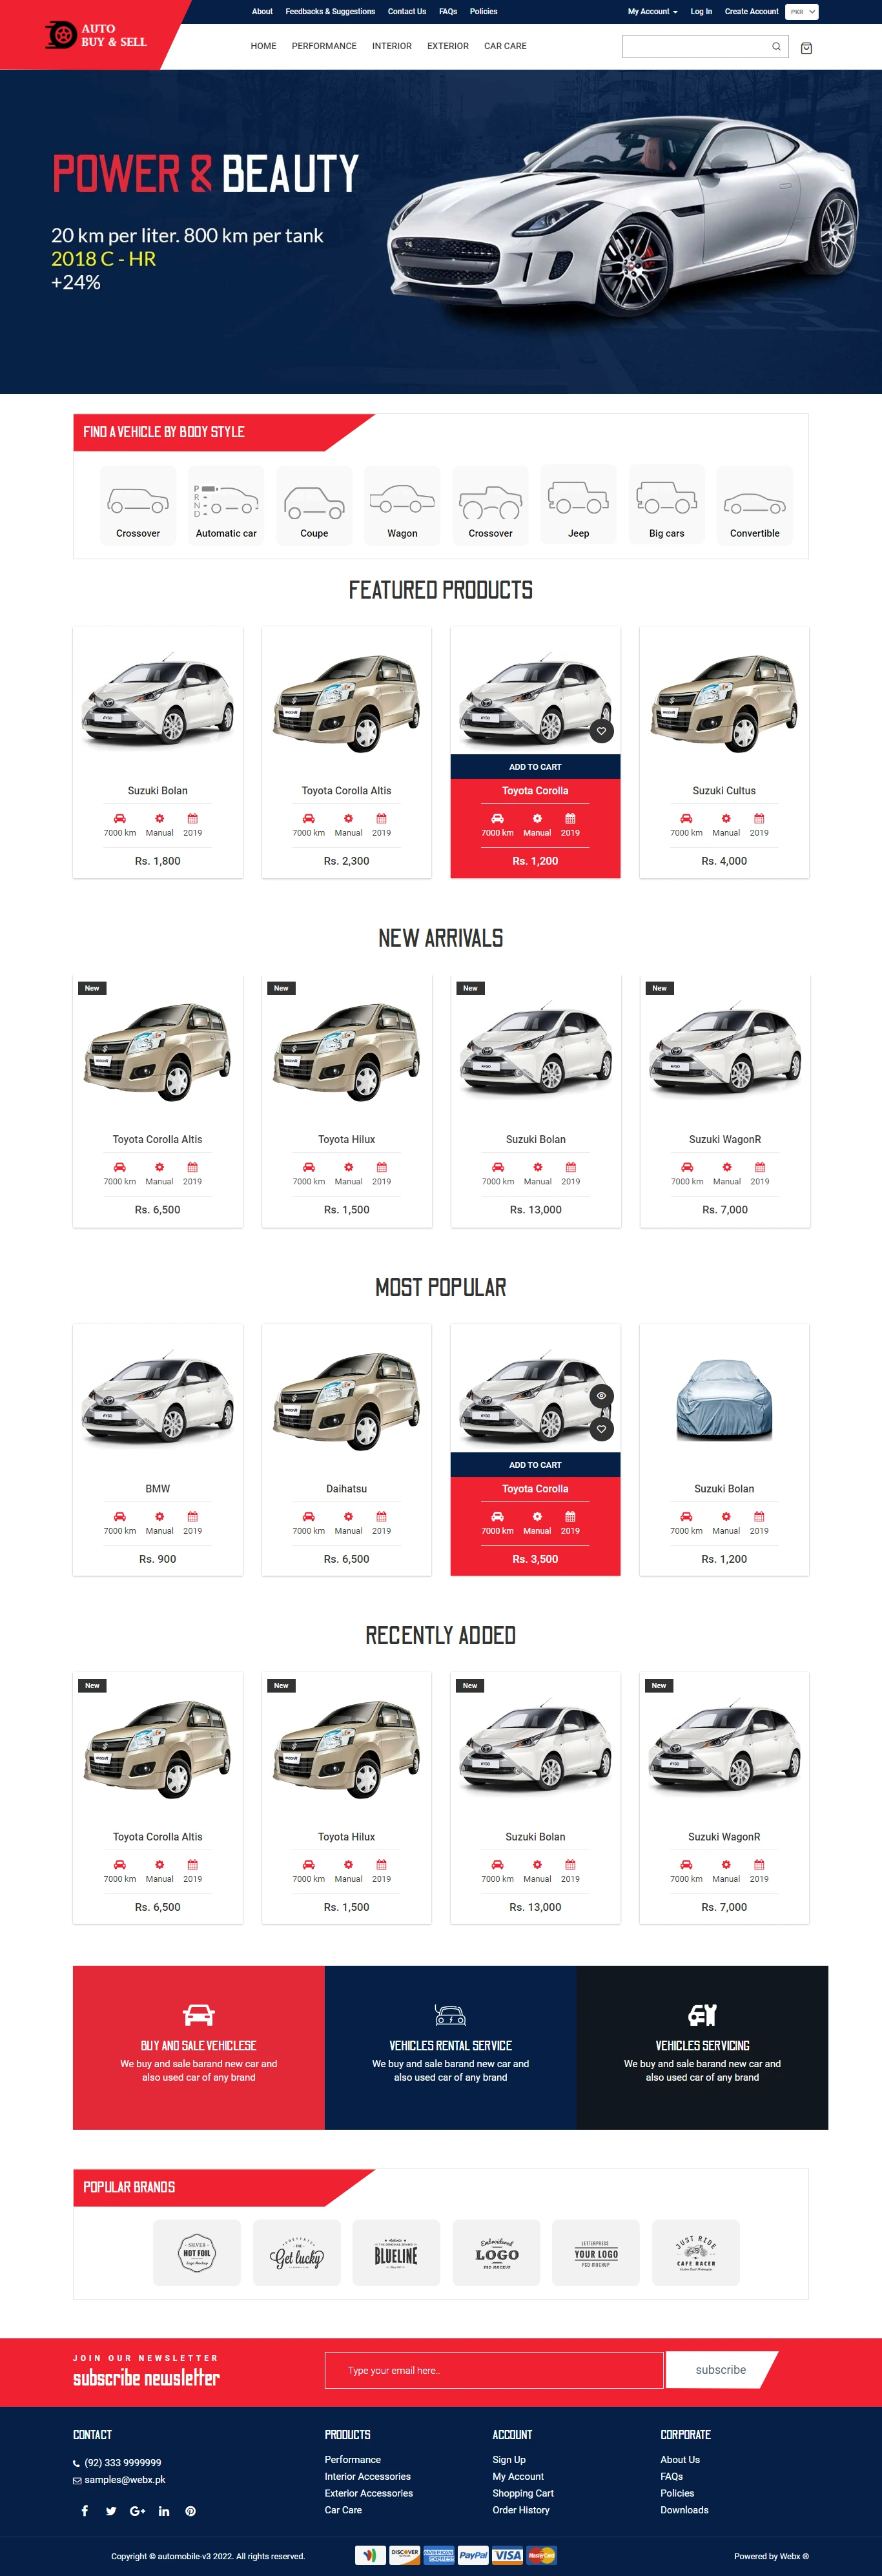 About Feedbacks & Suggestions Contact Us FAQs Policies My Account Log In Create Account PKR
AUTO
BUY & SELL
HOME PERFORMANCE INTERIOR EXTERIOR CAR CARE
POWER & BEAUTY
20 km per liter. 800 km per tank
2018 C - HR
+24%
FIND A VEHICLE BY BODY STYLE
P
R
N
D
Crossover Automatic car Coupe Wagon Crossover Jeep Big cars Convertible
FEATURED PRODUCTS
ADD TO CART
Suzuki Bolan Toyota Corolla Altis Toyota Corolla Suzuki Cultus
7000 km Manual 2019 7000 km Manual 2019 7000 km Manual 2019 7000 km Manual 2019
Rs. 1,800 Rs. 2,300 Rs. 1,200 Rs. 4,000
NEW ARRIVALS
New New New New
Toyota Corolla Altis Toyota Hilux Suzuki Bolan Suzuki WagonR
7000 km Manual 2019 7000 km Manual 2019 7000 km Manual 2019 7000 km Manual 2019
Rs. 6,500 Rs. 1,500 Rs. 13,000 Rs. 7,000
MOST POPULAR
ADD TO CART
BMW Daihatsu Toyota Corolla Suzuki Bolan
7000 km Manual 2019 7000 km Manual 2019 7000 km Manual 2019 7000 km Manual 2019
Rs. 900 Rs. 6,500 Rs. 3,500 Rs. 1,200
RECENTLY ADDED
New New New New
Toyota Corolla Altis Toyota Hilux Suzuki Bolan Suzuki WagonR
7000 km Manual 2019 7000 km Manual 2019 7000 km Manual 2019 7000 km Manual 2019
Rs. 6,500 Rs. 1,500 Rs. 13,000 Rs. 7,000
BUY AND SALE VEHICLESE VEHICLES RENTAL SERVICE VEHICLES SERVICING
We buy and sale barand new car and We buy and sale barand new car and We buy and sale barand new car and
also used car of any brand also used car of any brand also used car of any brand
POPULAR BRANDS
SILVER
HOT FOIL
Logo Mockup
Get lucky
BLUELINE
Embroidered
LOGO
PSD MOCKUP
LETTERPRESS
YOUR LOGO
PSD MOCKUP
JUST RIDE
CAFE RACER
JOIN OUR NEWSLETTER
subscribe newsletter
Type your email here..
subscribe
CONTACT PRODUCTS ACCOUNT CORPORATE
(92) 333 9999999 Performance Sign Up About Us
samples@webx.pk Interior Accessories My Account FAQs
Exterior Accessories Shopping Cart Policies
Car Care Order History Downloads
Copyright © automobile-v3 2022. All rights reserved. DISCOVER AMERICAN EXPRESS PayPal VISA MasterCard Powered by Webx ®